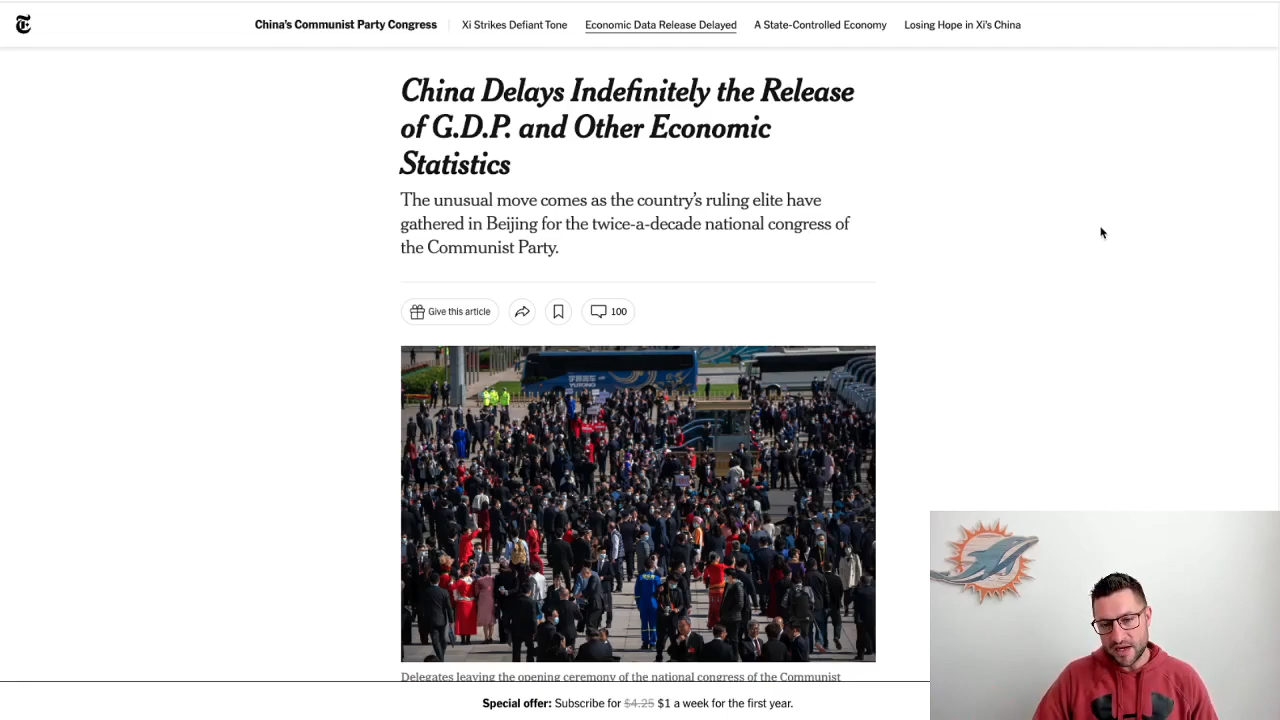 China's Communist Party Congress Xi Strikes Defiant Tone Economic Data Release Delayed A State-Controlled Economy Losing Hope in Xi's China
China Delays Indefinitely the Release
of G.D.P. and Other Economic
Statistics
The unusual move comes as the country's ruling elite have
gathered in Beijing for the twice-a-decade national congress of
the Communist Party.
Give this article 100
YUTONG
Delegates leaving the opening ceremony of the national congress of the Communist
Special offer: Subscribe for $4.25 $1 a week for the first year.